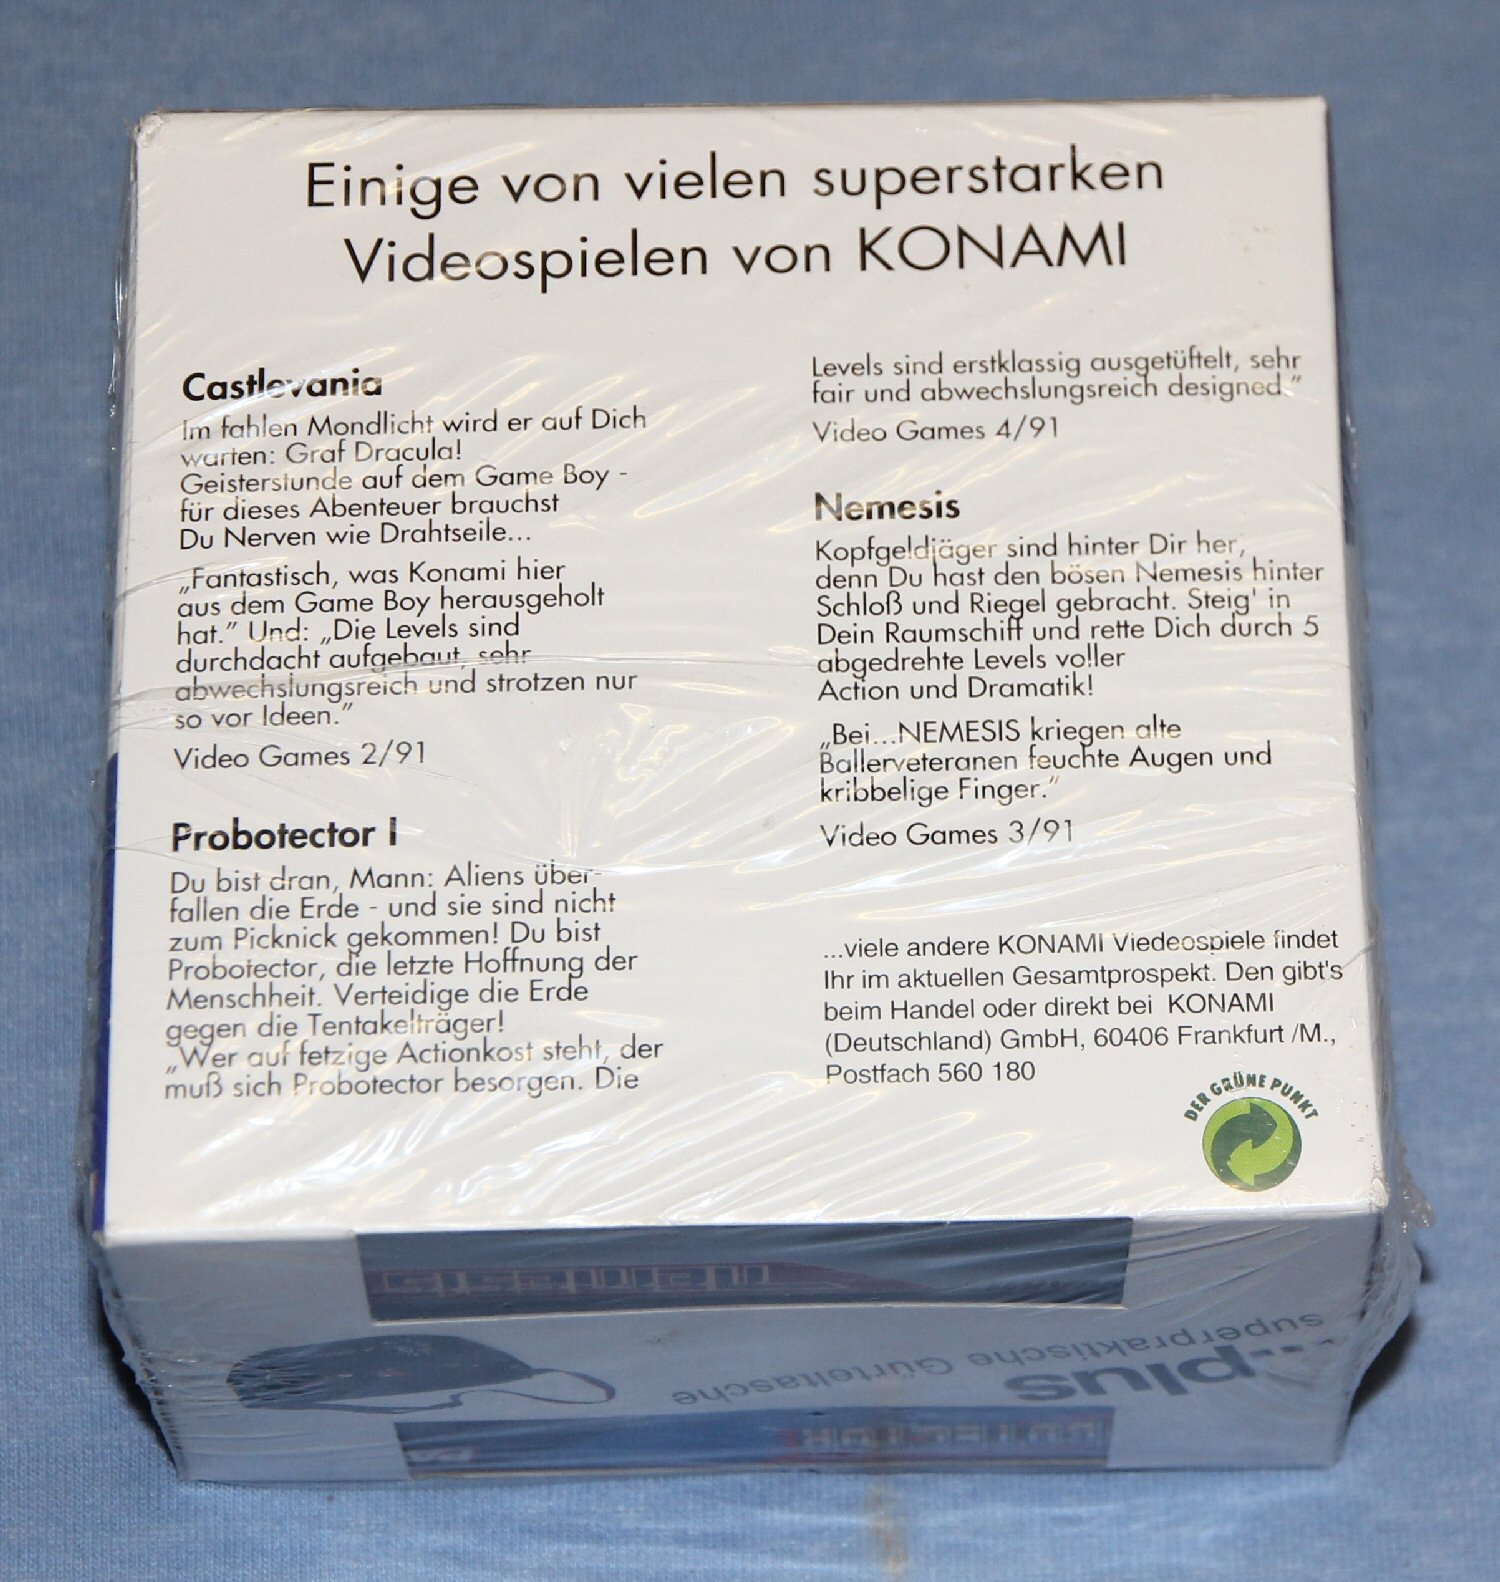 Einige von vielen superstarken
Videospielen von KONAMI
Castlevania
Im fahlen Mondlicht wird er auf Dich
warten: Graf Dracula!
Geisterstunde auf dem Game Boy -
für dieses Abenteuer brauchst
Du Nerven wie Drahtseile...
„Fantastisch, was Konami hier
aus dem Game Boy herausgeholt
hat.” Und: „Die Levels sind
durchdacht aufgebaut, sehr
abwechslungsreich und strotzen nur
so vor Ideen.”
Video Games 2/91
Probotector I
Du bist dran, Mann: Aliens über-
fallen die Erde - und sie sind nicht
zum Picknick gekommen! Du bist
Probotector, die letzte Hoffnung der
Menschheit. Verteidige die Erde
gegen die Tentakelträger!
„Wer auf fetzige Actionkost steht, der
muß sich Probotector besorgen. Die
Levels sind erstklassig ausgetüftelt, sehr
fair und abwechslungsreich designed.”
Video Games 4/91
Nemesis
Kopfgeldjäger sind hinter Dir her,
denn Du hast den bösen Nemesis hinter
Schloß und Riegel gebracht. Steig' in
Dein Raumschiff und rette Dich durch 5
abgedrehte Levels voller
Action und Dramatik!
„Bei...NEMESIS kriegen alte
Ballerveteranen feuchte Augen und
kribbelige Finger.”
Video Games 3/91
...viele andere KONAMI Viedeospiele findet
Ihr im aktuellen Gesamtprospekt. Den gibt's
beim Handel oder direkt bei KONAMI
(Deutschland) GmbH, 60406 Frankfurt /M.,
Postfach 560 180
DER GRÜNE PUNKT
nemesis
...plus
superpraktische Gürteltasche